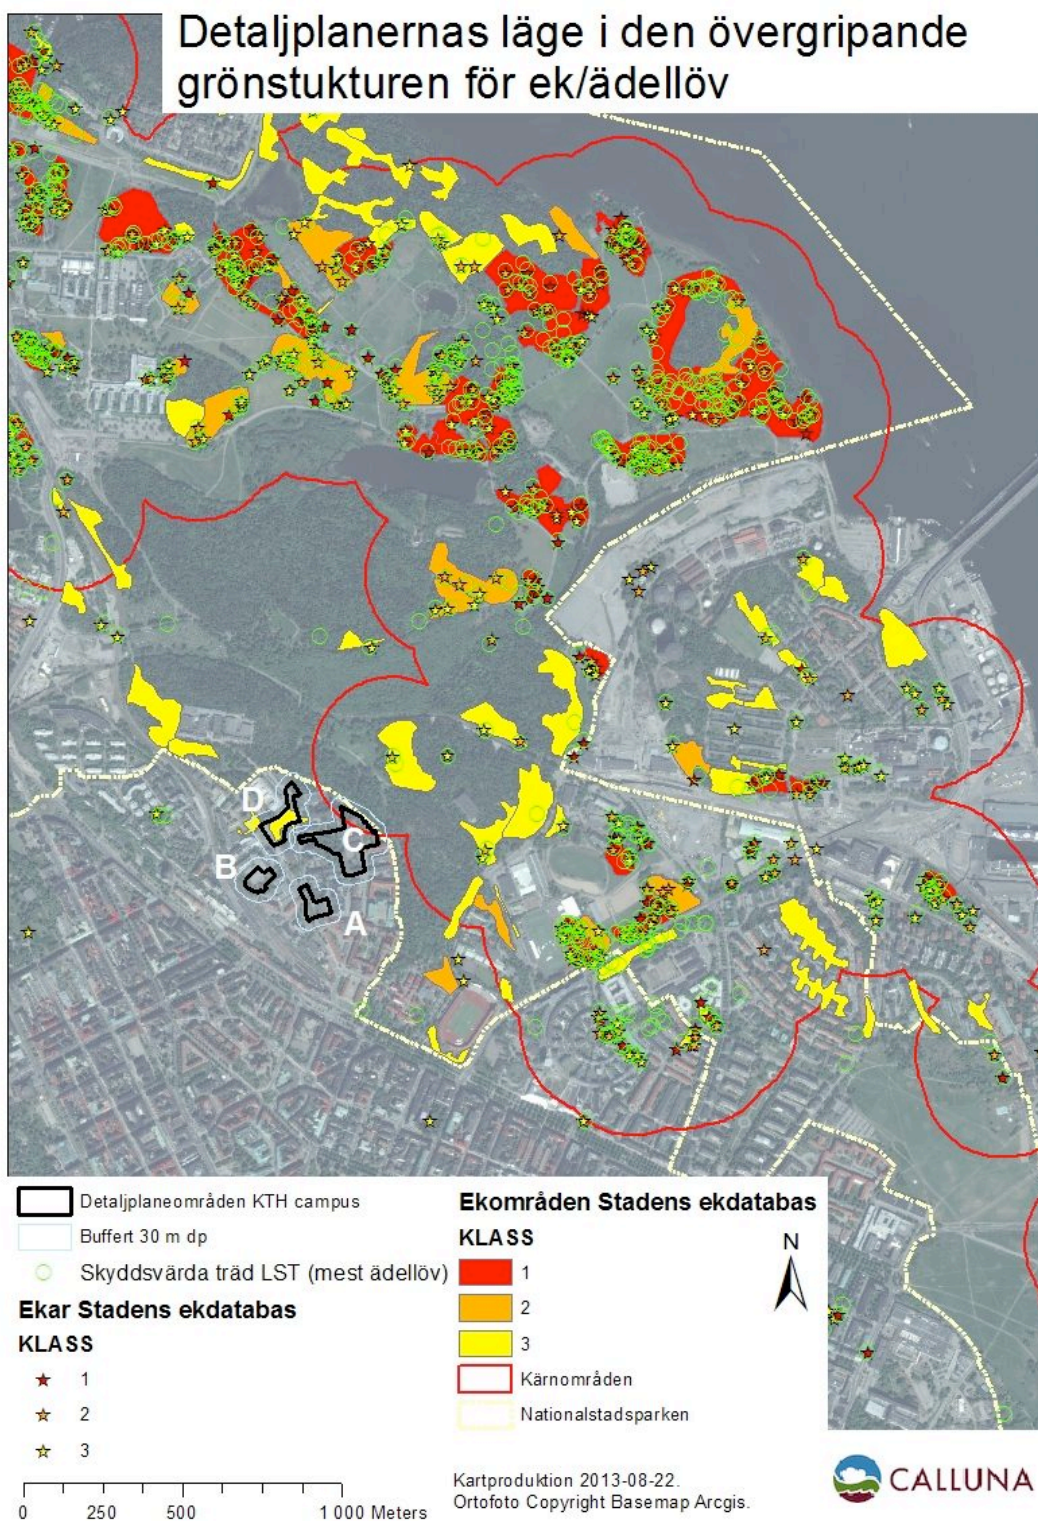 Detaljplanernas läge i den övergripande
grönstukturen för ek/ädellöv
D
C
B
A
Detaljplaneområden KTH campus
Buffert 30 m dp
Skyddsvärda träd LST (mest ädellöv)
Ekar Stadens ekdatabas
KLASS
1
2
3
Ekområden Stadens ekdatabas
KLASS
1
2
3
Kärnområden
Nationalstadsparken
N
0 250 500 1 000 Meters
Kartproduktion 2013-08-22.
Ortofoto Copyright Basemap Arcgis.
CALLUNA